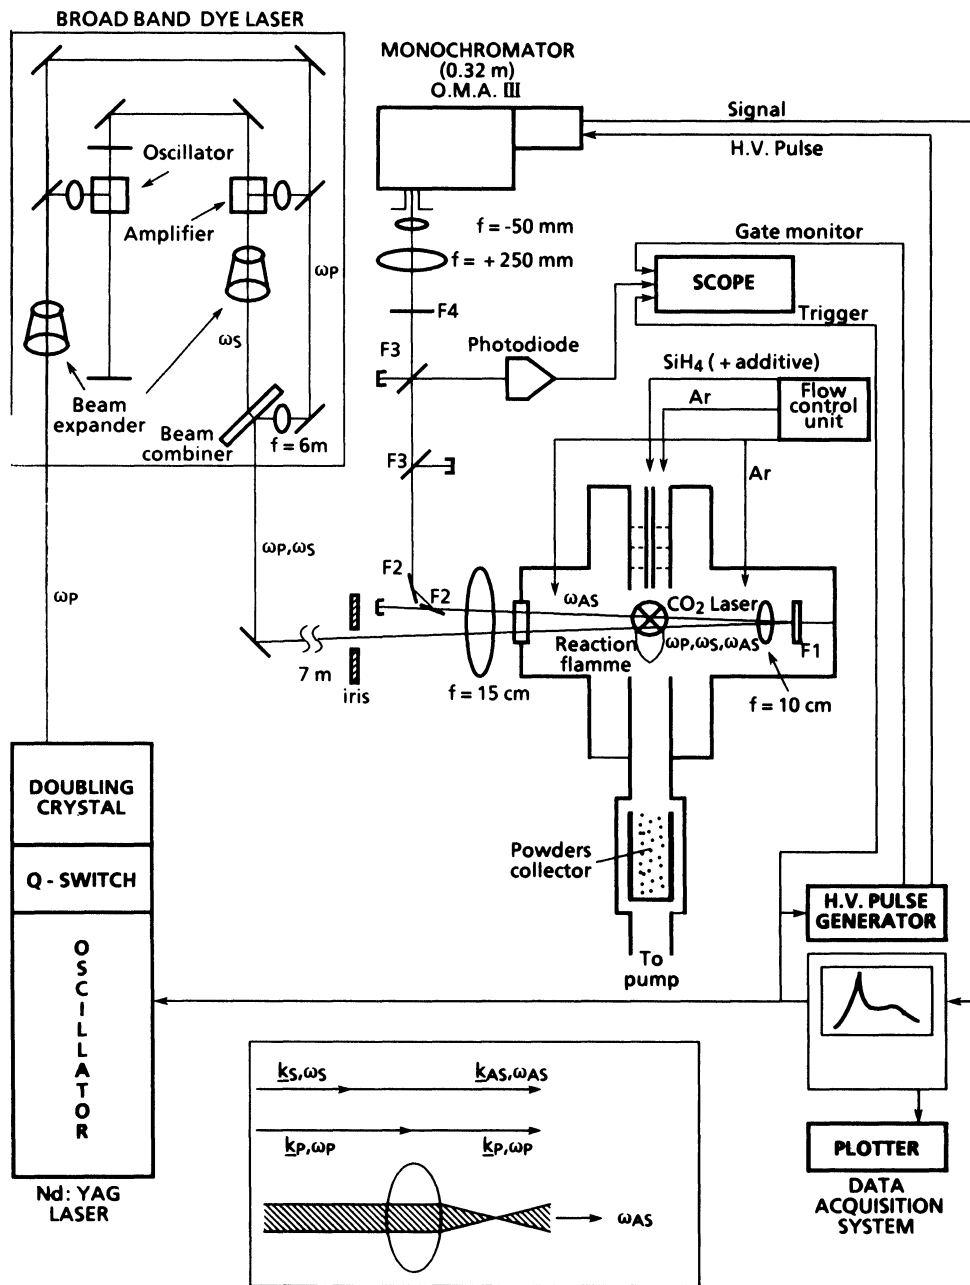 BROAD BAND DYE LASER
MONOCHROMATOR
(0.32 m)
O.M.A. III
Signal
H.V. Pulse
Oscillator
Amplifier
f = -50 mm
Gate monitor
f = + 250 mm
ωP
SCOPE
F4
Trigger
ωS
Photodiode
F3
SiH4 ( + additive)
Beam
expander
Ar
Flow
control
unit
Beam
combiner
f = 6m
F3
Ar
ωP,ωS
F2
F2
ωP
ωAS
CO2 Laser
Reaction
flamme
ωP,ωS,ωAS
F1
7 m
iris
f = 15 cm
f = 10 cm
DOUBLING
CRYSTAL
Powders
collector
Q - SWITCH
H.V. PULSE
GENERATOR
OSCILLATOR
To
pump
kS,ωS
kAS,ωAS
kP,ωP
kP,ωP
PLOTTER
Nd: YAG
LASER
DATA
ACQUISITION
SYSTEM
ωAS